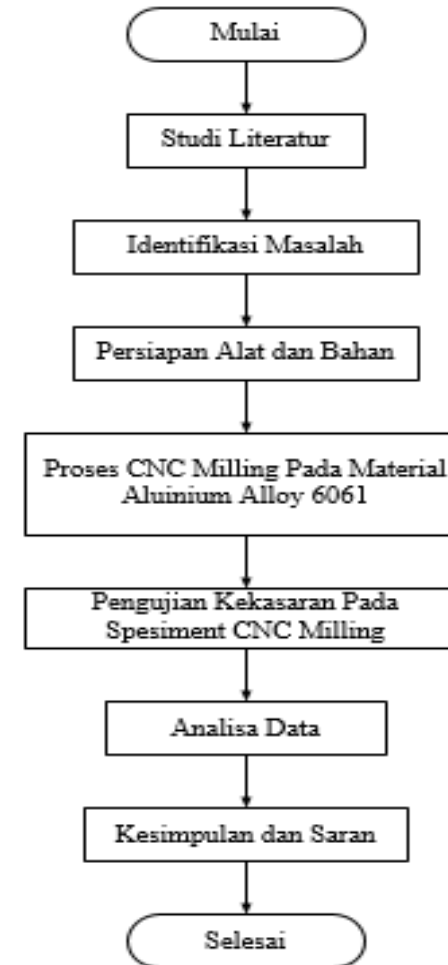 Mulai
Studi Literatur
Identifikasi Masalah
Persiapan Alat dan Bahan
Proses CNC Milling Pada Material
Aluinium Alloy 6061
Pengujian Kekasaran Pada
Spesiment CNC Milling
Analisa Data
Kesimpulan dan Saran
Selesai